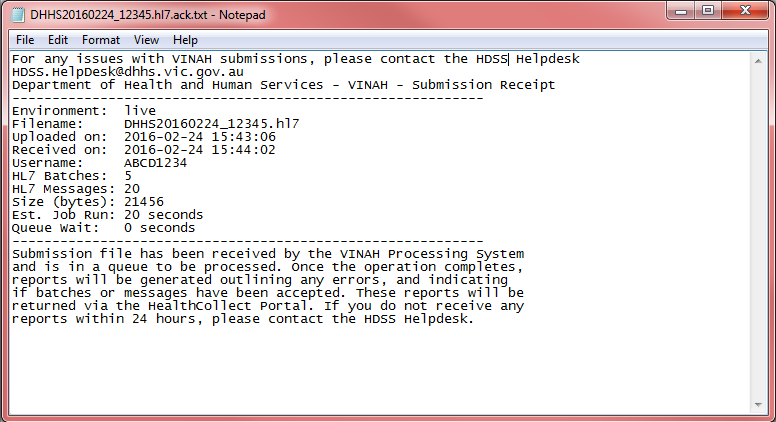 DHHS20160224_12345.hl7.ack.txt - Notepad
File Edit Format View Help
For any issues with VINAH submissions, please contact the HDSS Helpdesk
HDSS.HelpDesk@dhhs.vic.gov.au
Department of Health and Human Services - VINAH - Submission Receipt
------------------------------------------------------------
Environment: live
Filename: DHHS20160224_12345.hl7
Uploaded on: 2016-02-24 15:43:06
Received on: 2016-02-24 15:44:02
Username: ABCD1234
HL7 Batches: 5
HL7 Messages: 20
Size (bytes): 21456
Est. Job Run: 20 seconds
Queue Wait: 0 seconds
------------------------------------------------------------
Submission file has been received by the VINAH Processing System
and is in a queue to be processed. Once the operation completes,
reports will be generated outlining any errors, and indicating
if batches or messages have been accepted. These reports will be
returned via the HealthCollect Portal. If you do not receive any
reports within 24 hours, please contact the HDSS Helpdesk.